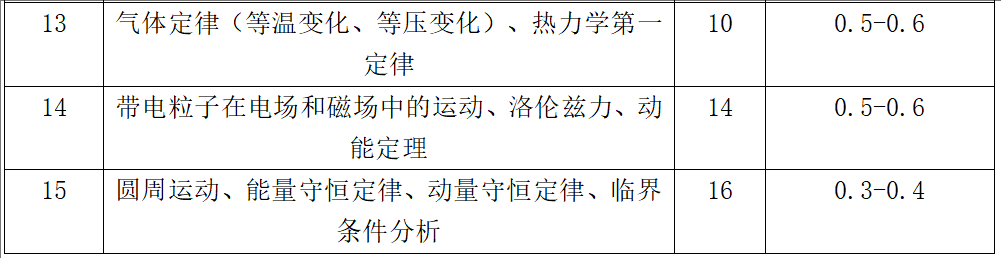 13 气体定律（等温变化、等压变化）、热力学第一 10 0.5-0.6
定律
14 带电粒子在电场和磁场中的运动、洛伦兹力、动 14 0.5-0.6
能定理
15 圆周运动、能量守恒定律、动量守恒定律、临界 16 0.3-0.4
条件分析